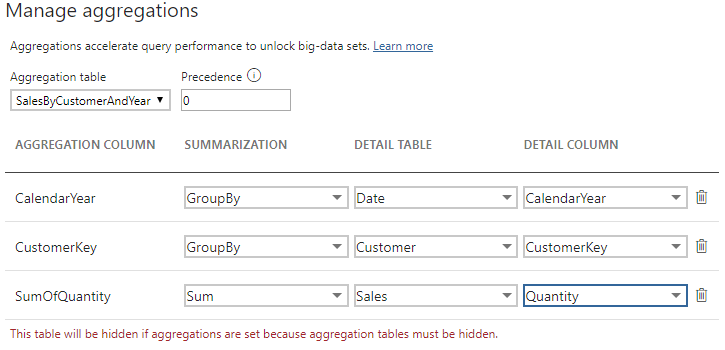 Manage aggregations
Aggregations accelerate query performance to unlock big-data sets. Learn more
Aggregation table Precedence
SalesByCustomerAndYear 0
AGGREGATION COLUMN SUMMARIZATION DETAIL TABLE DETAIL COLUMN
CalendarYear GroupBy Date CalendarYear
CustomerKey GroupBy Customer CustomerKey
SumOfQuantity Sum Sales Quantity
This table will be hidden if aggregations are set because aggregation tables must be hidden.